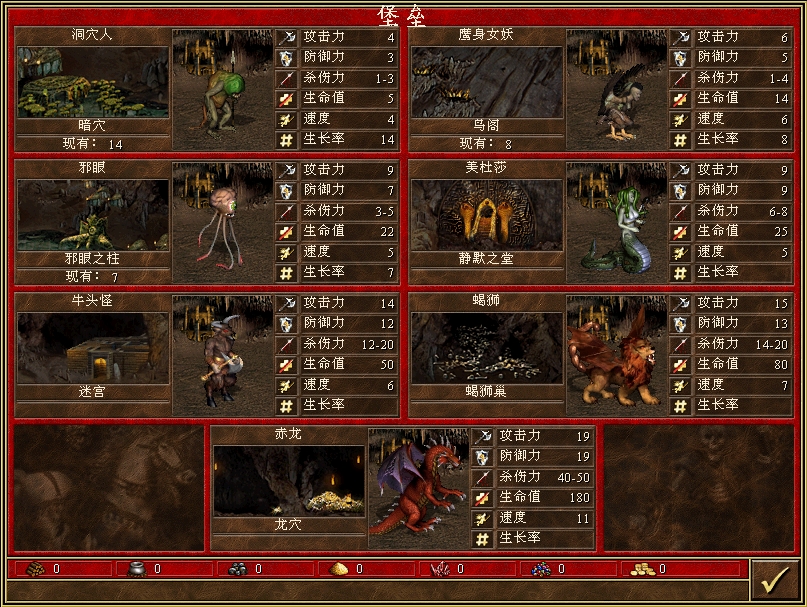 堡垒
洞穴人
暗穴
现有： 14
攻击力 4
防御力 3
杀伤力 1-3
生命值 5
速度 4
生长率 14
鹰身女妖
鸟阁
现有： 8
攻击力 6
防御力 5
杀伤力 1-4
生命值 14
速度 6
生长率 8
邪眼
邪眼之柱
现有： 7
攻击力 9
防御力 7
杀伤力 3-5
生命值 22
速度 5
生长率 7
美杜莎
静默之堂
攻击力 9
防御力 9
杀伤力 6-8
生命值 25
速度 5
生长率
牛头怪
迷宫
攻击力 14
防御力 12
杀伤力 12-20
生命值 50
速度 6
生长率
蝎狮
蝎狮巢
攻击力 15
防御力 13
杀伤力 14-20
生命值 80
速度 7
生长率
赤龙
龙穴
攻击力 19
防御力 19
杀伤力 40-50
生命值 180
速度 11
生长率
0 0 0 0 0 0 0